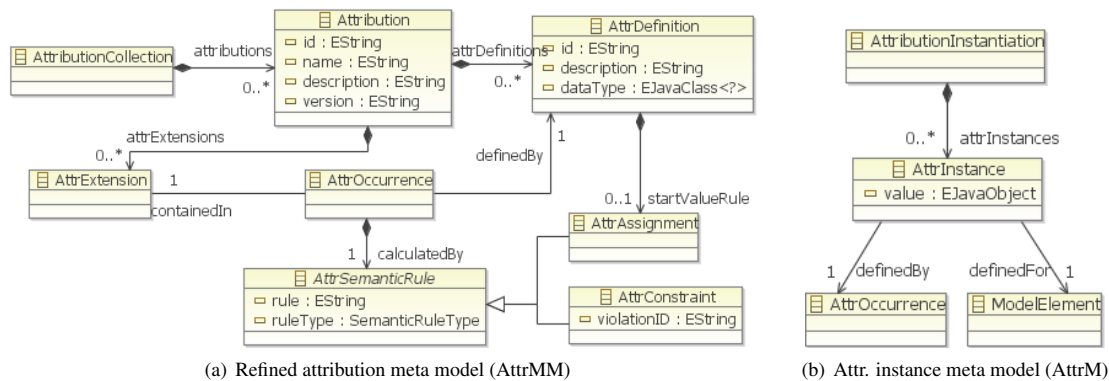 Attribution
id : EString
name : EString
description : EString
version : EString
AttrDefinition
id : EString
description : EString
dataType : EJavaClass<?>
AttributionCollection
attributions
0..*
attrDefinitions
0..*
attrExtensions
0..*
AttrExtension
1
containedIn
AttrOccurrence
definedBy
1
0..1
startValueRule
AttrAssignment
1
calculatedBy
AttrSemanticRule
rule : EString
ruleType : SemanticRuleType
AttrConstraint
violationID : EString
(a) Refined attribution meta model (AttrMM)
AttributionInstantiation
0..*
attrInstances
AttrInstance
value : EJavaObject
1
definedBy
definedFor
1
AttrOccurrence
ModelElement
(b) Attr. instance meta model (AttrM)